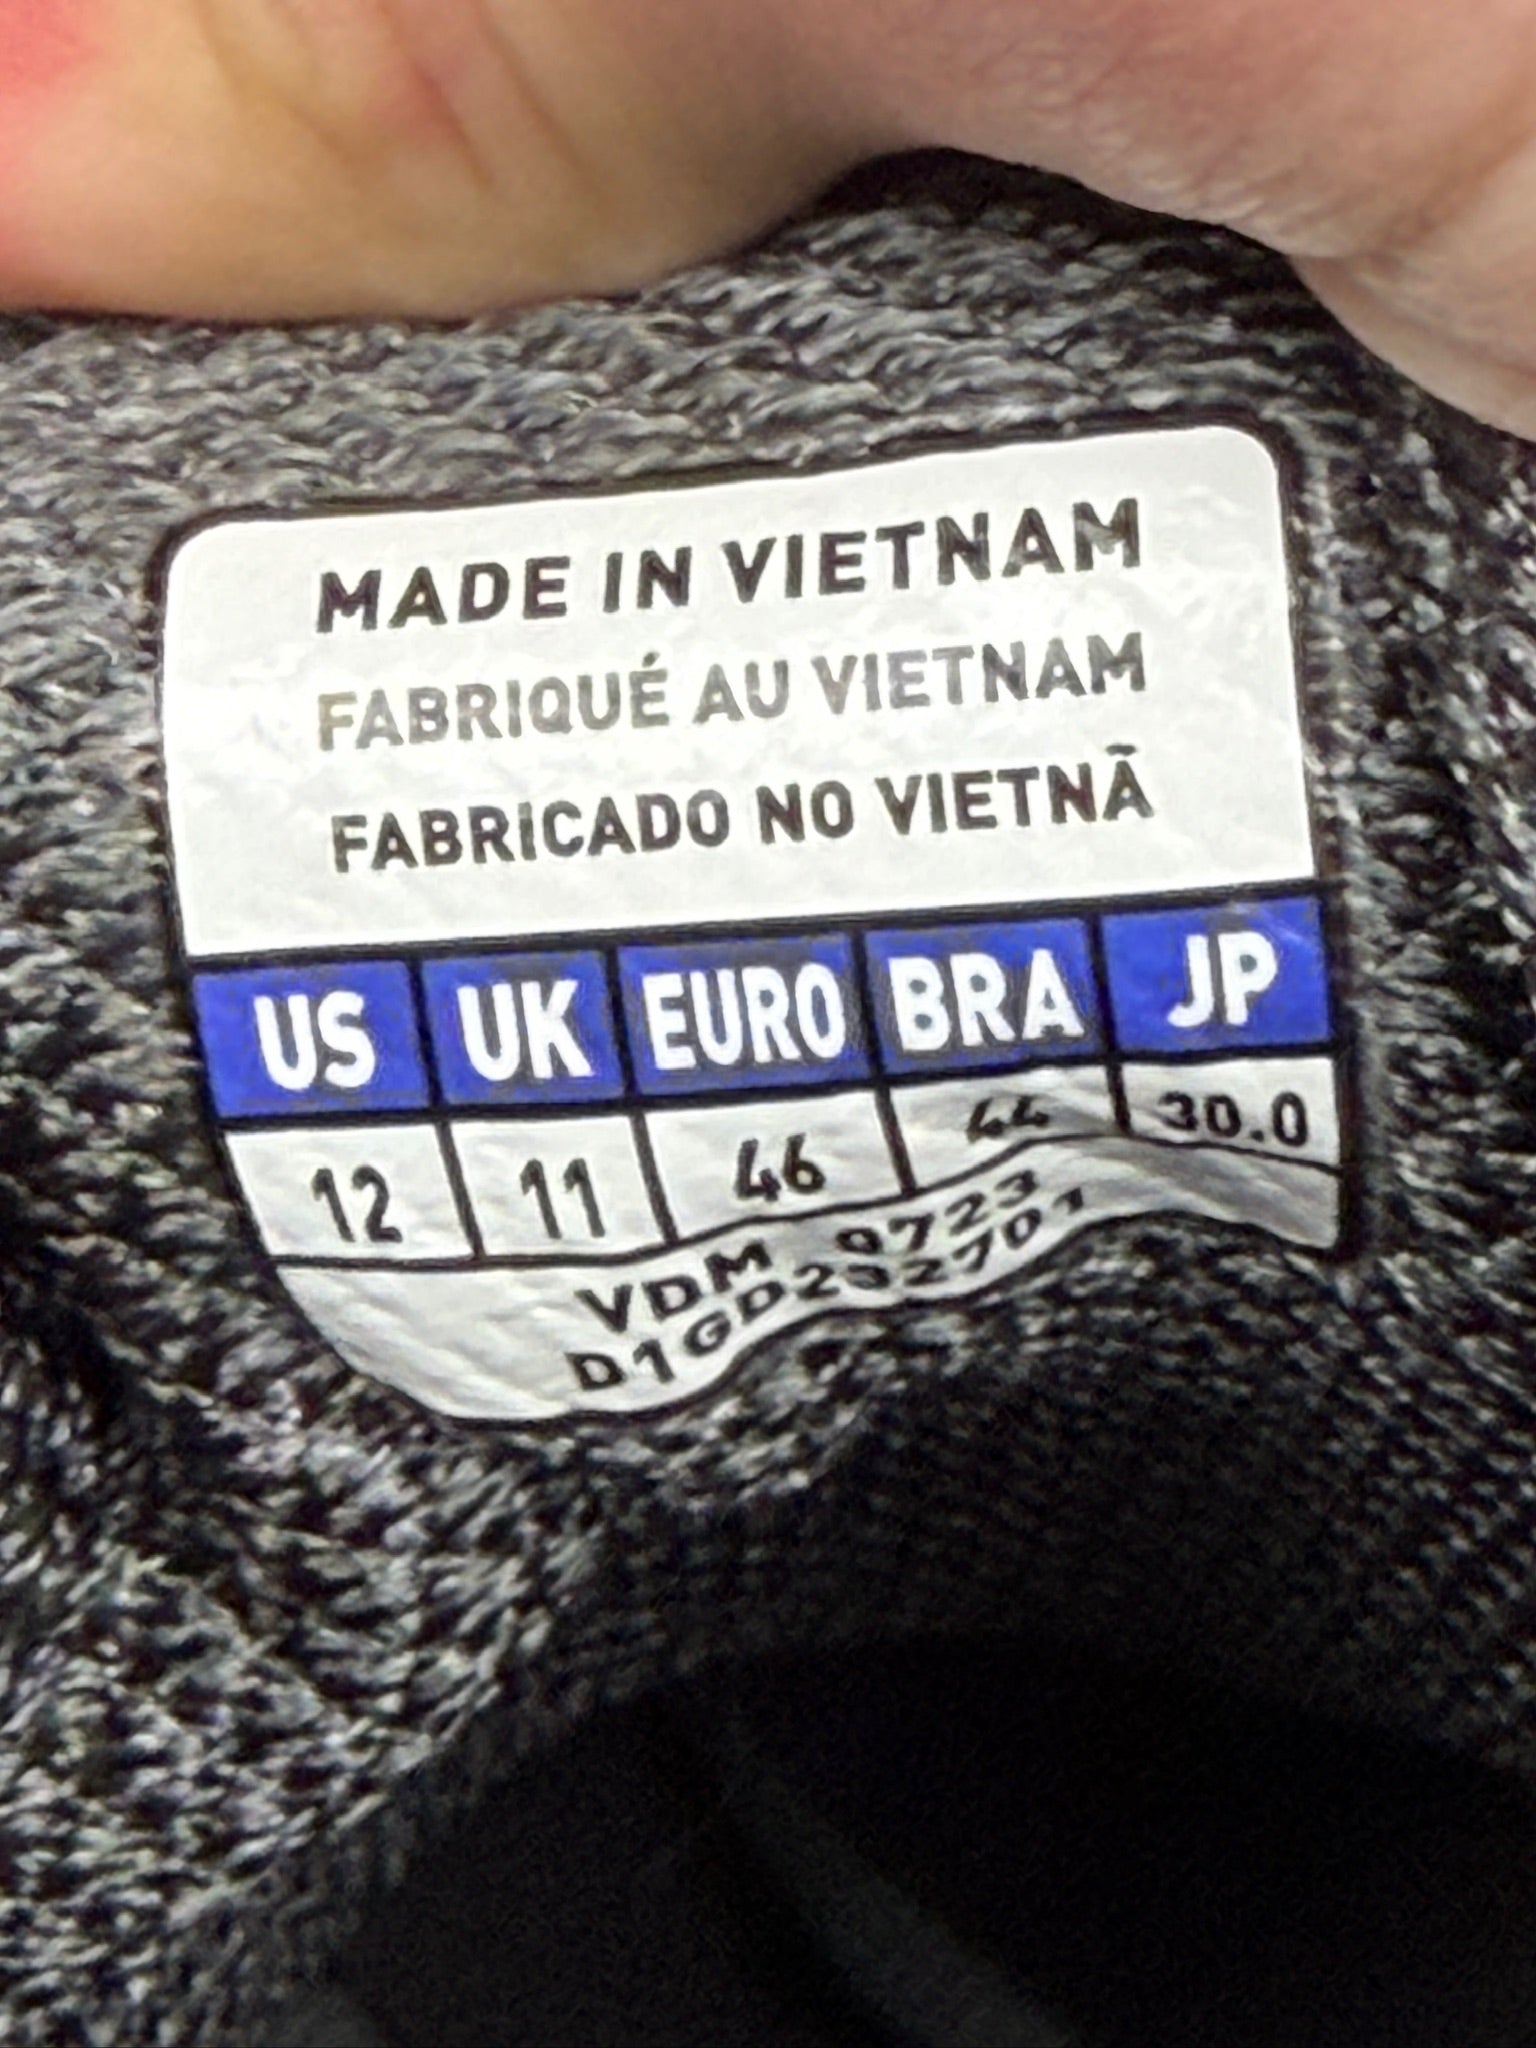 MADE IN VIETNAM
FABRIQUÉ AU VIETNAM
FABRICADO NO VIETNÃ
US UK EURO BRA JP
12 11 46 44 30.0
VDM 0723
D1GD232701